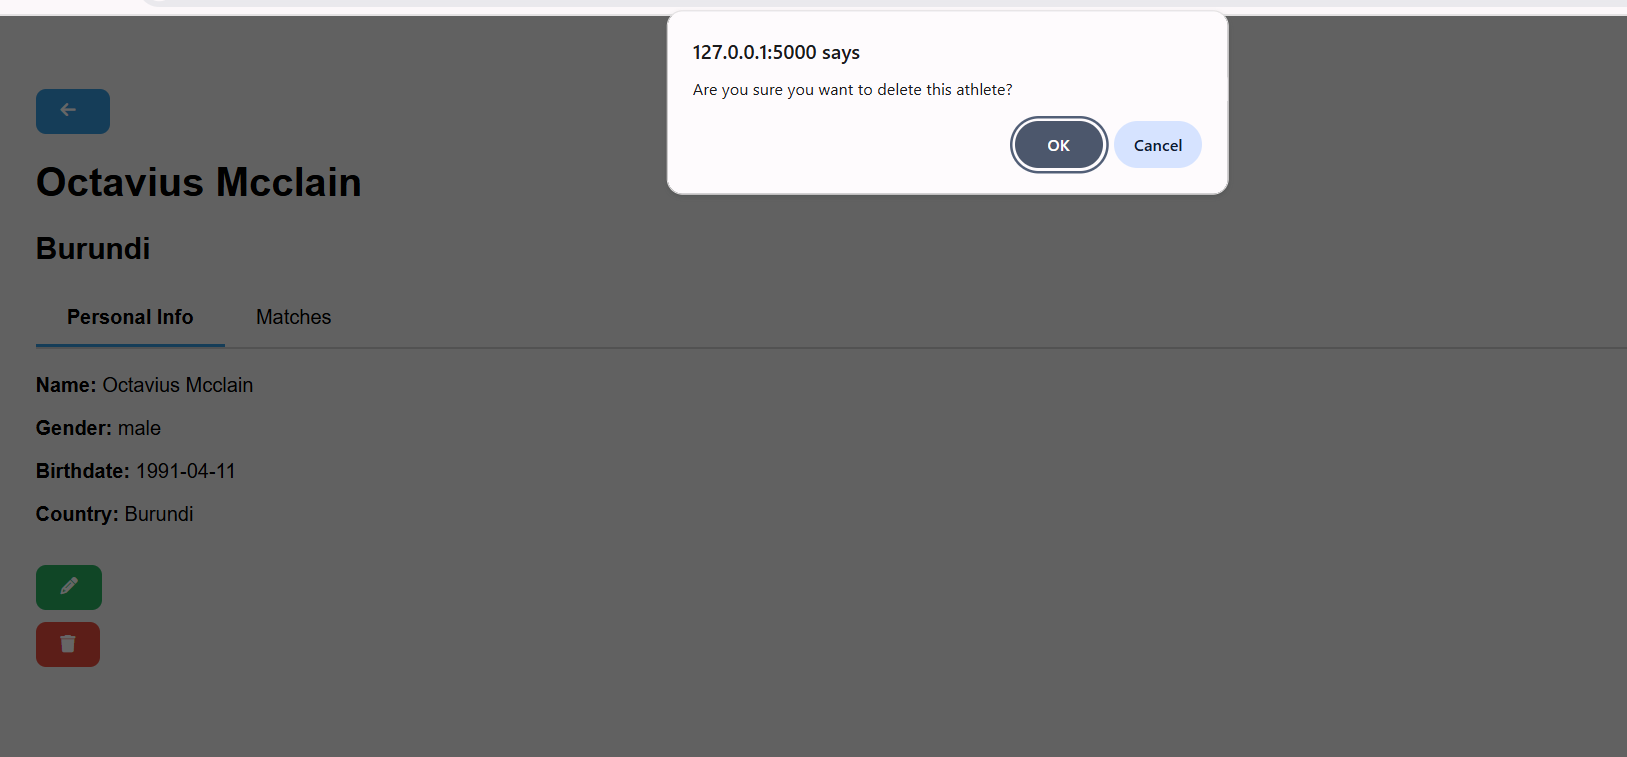 127.0.0.1:5000 says
Are you sure you want to delete this athlete?
OK Cancel
Octavius Mcclain
Burundi
Personal Info Matches
Name: Octavius Mcclain
Gender: male
Birthdate: 1991-04-11
Country: Burundi